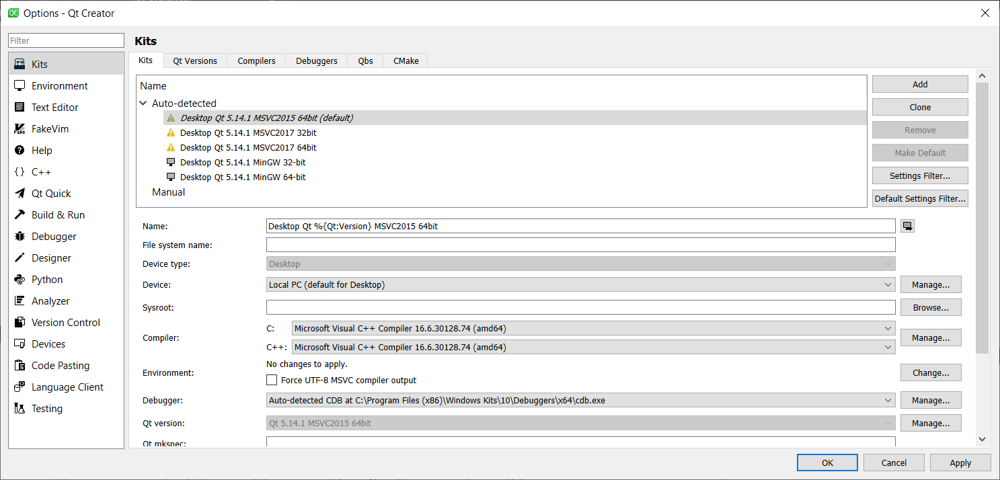 Options - Qt Creator
Filter
Kits
Environment
Text Editor
FakeVim
Help
C++
Qt Quick
Build & Run
Debugger
Designer
Python
Analyzer
Version Control
Devices
Code Pasting
Language Client
Testing
Kits
Kits Qt Versions Compilers Debuggers Qbs CMake
Name
Auto-detected
Desktop Qt 5.14.1 MSVC2015 64bit (default)
Desktop Qt 5.14.1 MSVC2017 32bit
Desktop Qt 5.14.1 MSVC2017 64bit
Desktop Qt 5.14.1 MinGW 32-bit
Desktop Qt 5.14.1 MinGW 64-bit
Manual
Add
Clone
Remove
Make Default
Settings Filter...
Default Settings Filter...
Name: Desktop Qt %{Qt:Version} MSVC2015 64bit
File system name:
Device type: Desktop
Device: Local PC (default for Desktop) Manage...
Sysroot: Browse...
Compiler: C: Microsoft Visual C++ Compiler 16.6.30128.74 (amd64) Manage...
C++: Microsoft Visual C++ Compiler 16.6.30128.74 (amd64)
Environment: No changes to apply. Change...
Force UTF-8 MSVC compiler output
Debugger: Auto-detected CDB at C:\Program Files (x86)\Windows Kits\10\Debuggers\x64\cdb.exe Manage...
Qt version: Qt 5.14.1 MSVC2015 64bit Manage...
Qt mkspec:
OK Cancel Apply